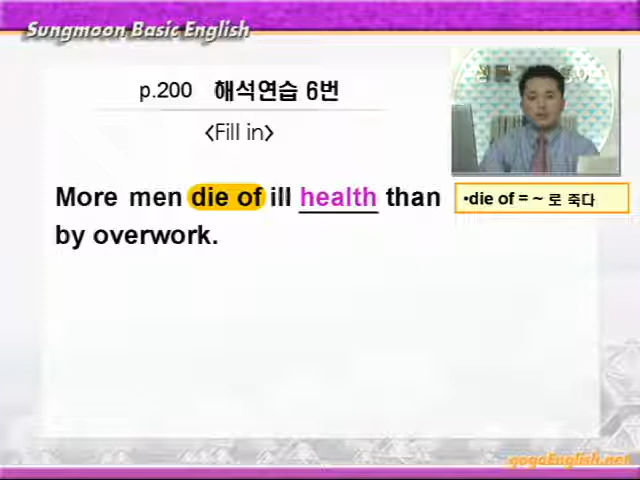 Sungmoon Basic English
p.200 해석연습 6번
<Fill in>
More men die of ill health than
by overwork.
•die of = ~ 로 죽다
gogoEnglish.net